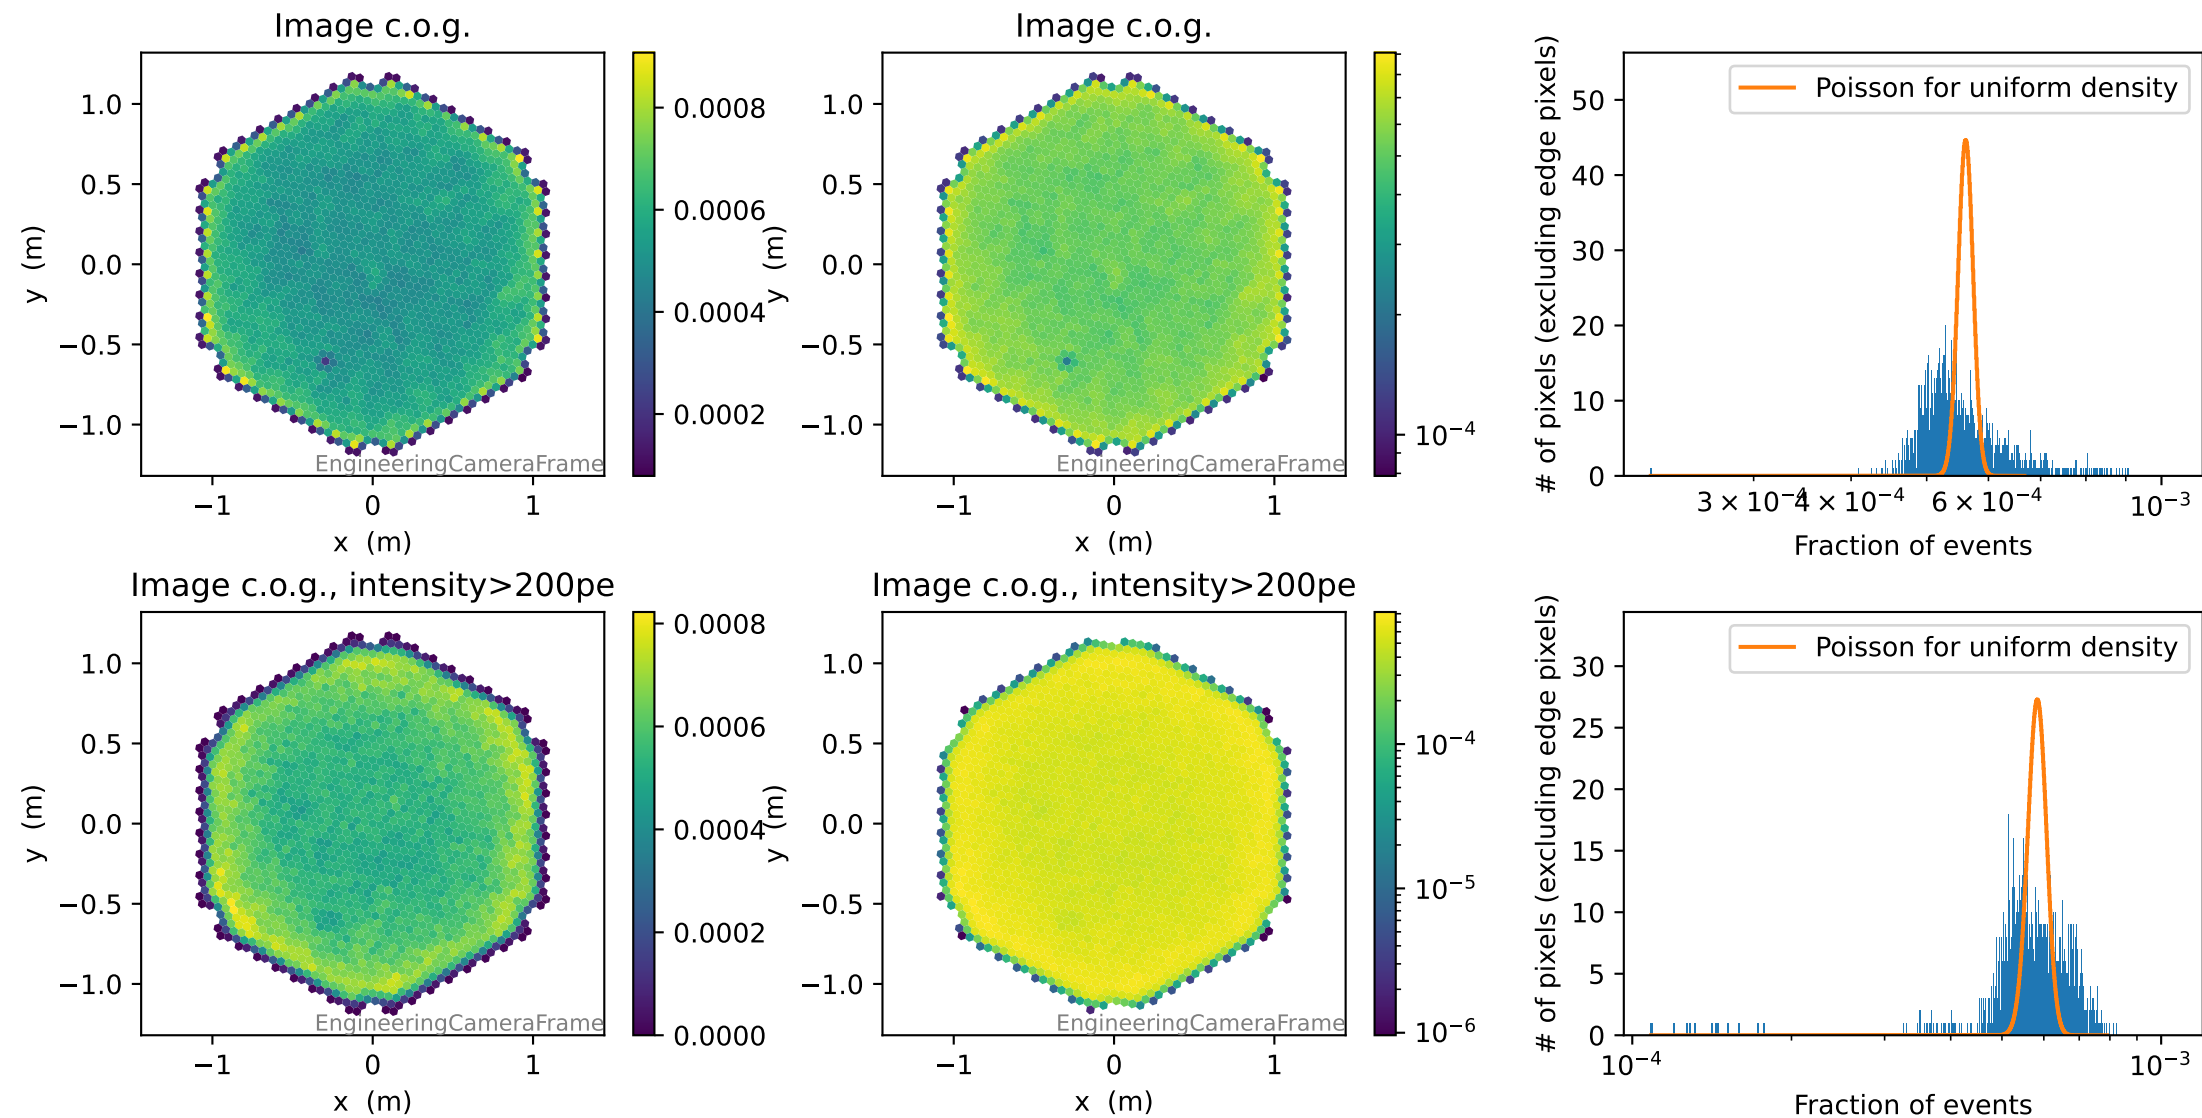 Image c.o.g.
1.0
0.5
0.0
−0.5
−1.0
y (m)
−1 0 1
x (m)
EngineeringCameraFrame
0.0008
0.0006
0.0004
0.0002
Image c.o.g.
1.0
0.5
0.0
−0.5
−1.0
y (m)
−1 0 1
x (m)
EngineeringCameraFrame
10⁻⁴
# of pixels (excluding edge pixels)
50
40
30
20
10
0
Poisson for uniform density
3 × 10⁻⁴ 4 × 10⁻⁴ 6 × 10⁻⁴ 10⁻³
Fraction of events
Image c.o.g., intensity>200pe
1.0
0.5
0.0
−0.5
−1.0
y (m)
−1 0 1
x (m)
EngineeringCameraFrame
0.0008
0.0006
0.0004
0.0002
0.0000
Image c.o.g., intensity>200pe
1.0
0.5
0.0
−0.5
−1.0
y (m)
−1 0 1
x (m)
EngineeringCameraFrame
10⁻⁴
10⁻⁵
10⁻⁶
# of pixels (excluding edge pixels)
30
25
20
15
10
5
0
Poisson for uniform density
10⁻⁴ 10⁻³
Fraction of events